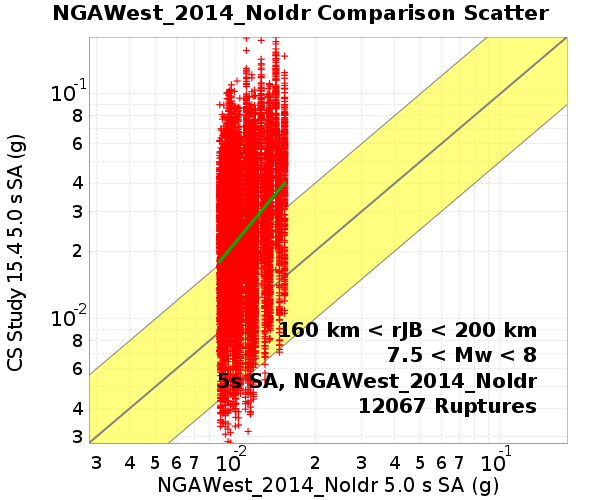 NGAWest_2014_NoIdr Comparison Scatter
CS Study 15.4 5.0 s SA (g)
10⁻¹
8
6
4
3
2
10⁻²
8
6
4
3
160 km < rJB < 200 km
7.5 < Mw < 8
5s SA, NGAWest_2014_NoIdr
12067 Ruptures
3 4 5 6 7 10⁻² 2 3 4 5 6 7 10⁻¹
NGAWest_2014_NoIdr 5.0 s SA (g)